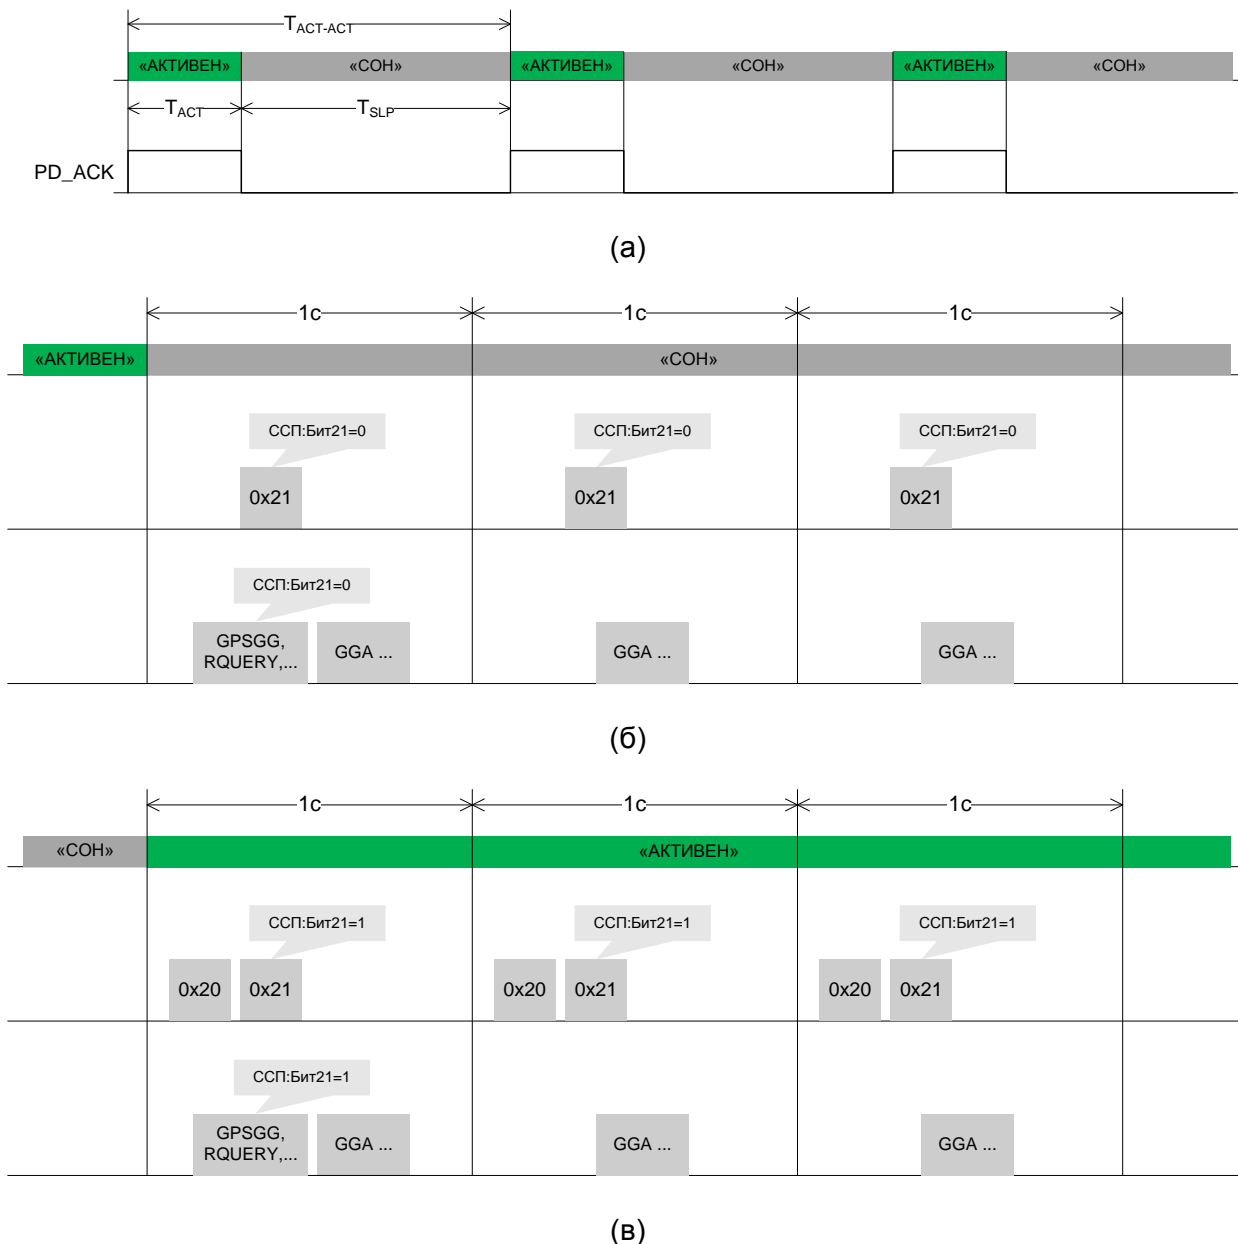 T_ACT-ACT
«АКТИВЕН» «СОН» «АКТИВЕН» «СОН» «АКТИВЕН» «СОН»
T_ACT T_SLP
PD_ACK
(а)
1с 1с 1с
«АКТИВЕН» «СОН»
ССП:Бит21=0 ССП:Бит21=0 ССП:Бит21=0
0x21 0x21 0x21
ССП:Бит21=0
GPSGG,
RQUERY,...
GGA ... GGA ... GGA ...
(б)
1с 1с 1с
«СОН» «АКТИВЕН»
ССП:Бит21=1 ССП:Бит21=1 ССП:Бит21=1
0x20 0x21 0x20 0x21 0x20 0x21
ССП:Бит21=1
GPSGG,
RQUERY,...
GGA ... GGA ... GGA ...
(в)